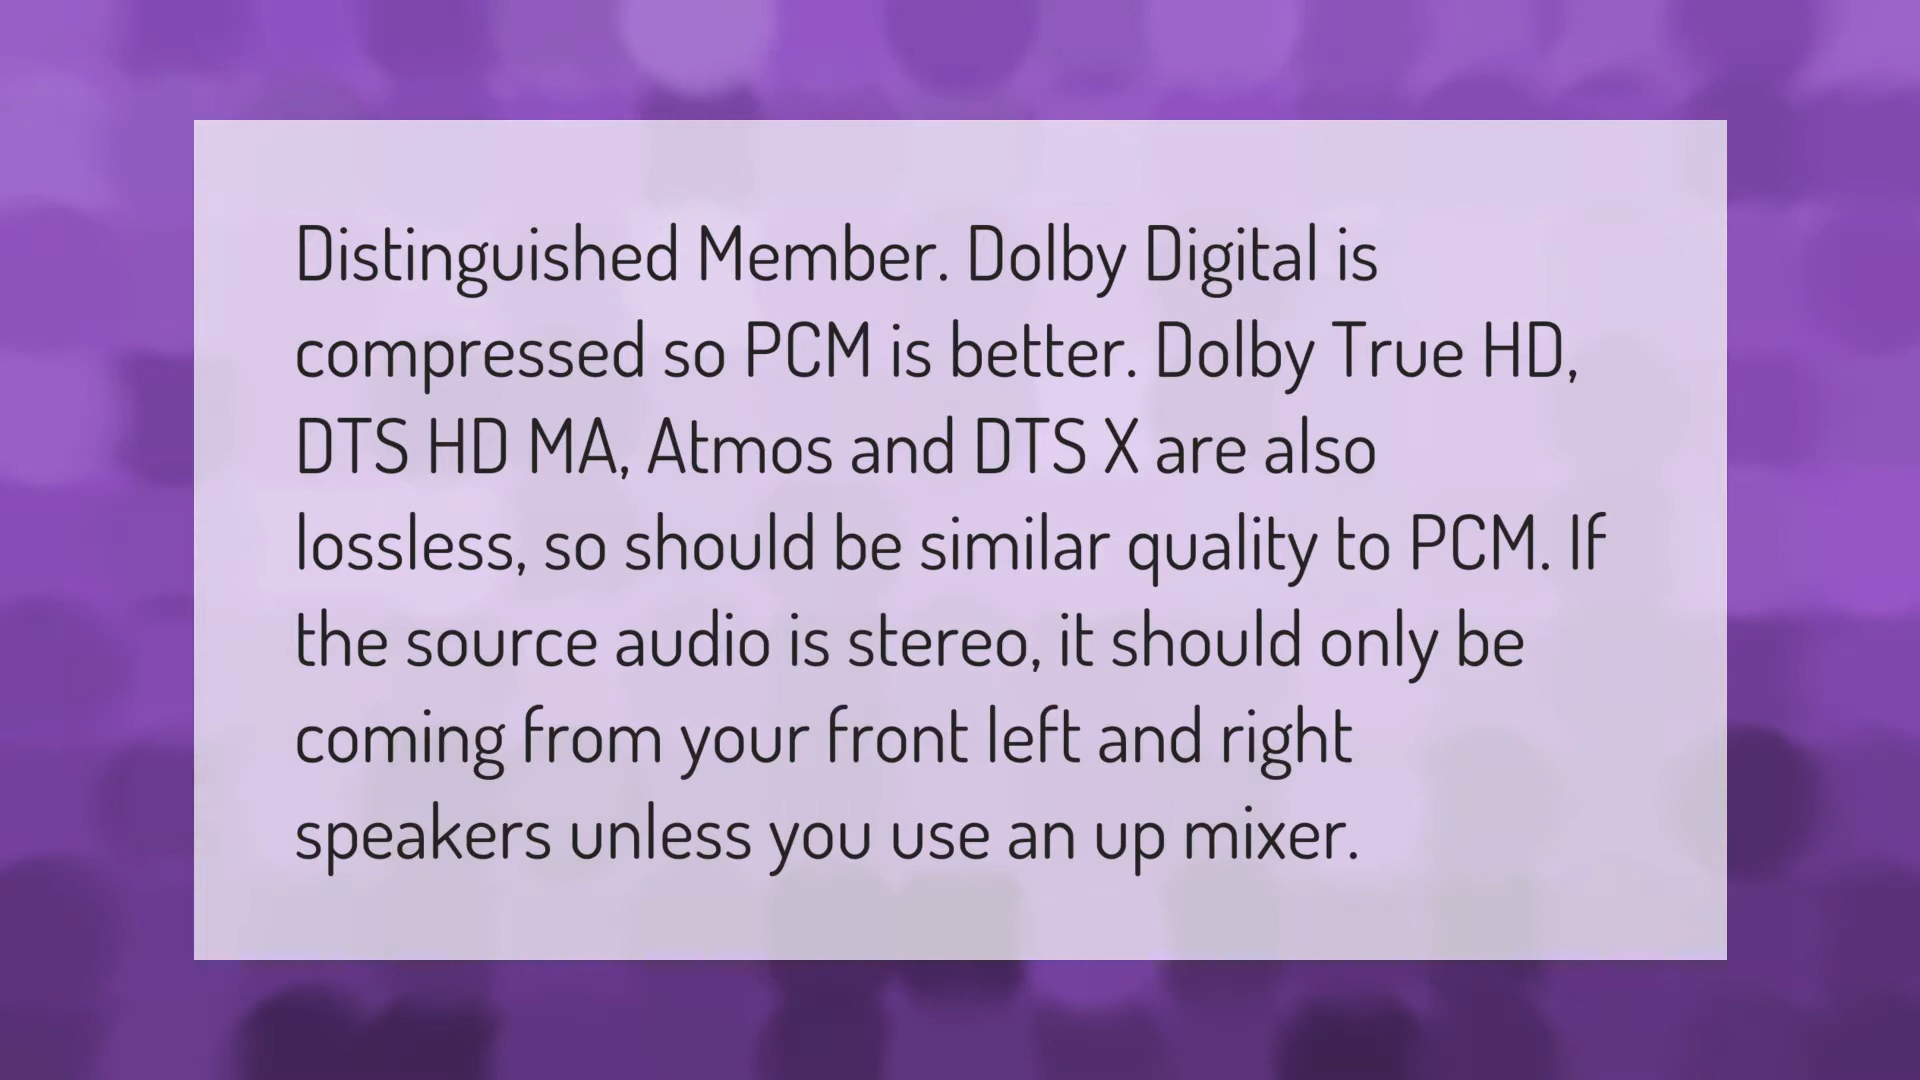 Distinguished Member. Dolby Digital is
compressed so PCM is better. Dolby True HD,
DTS HD MA, Atmos and DTS X are also
lossless, so should be similar quality to PCM. If
the source audio is stereo, it should only be
coming from your front left and right
speakers unless you use an up mixer.